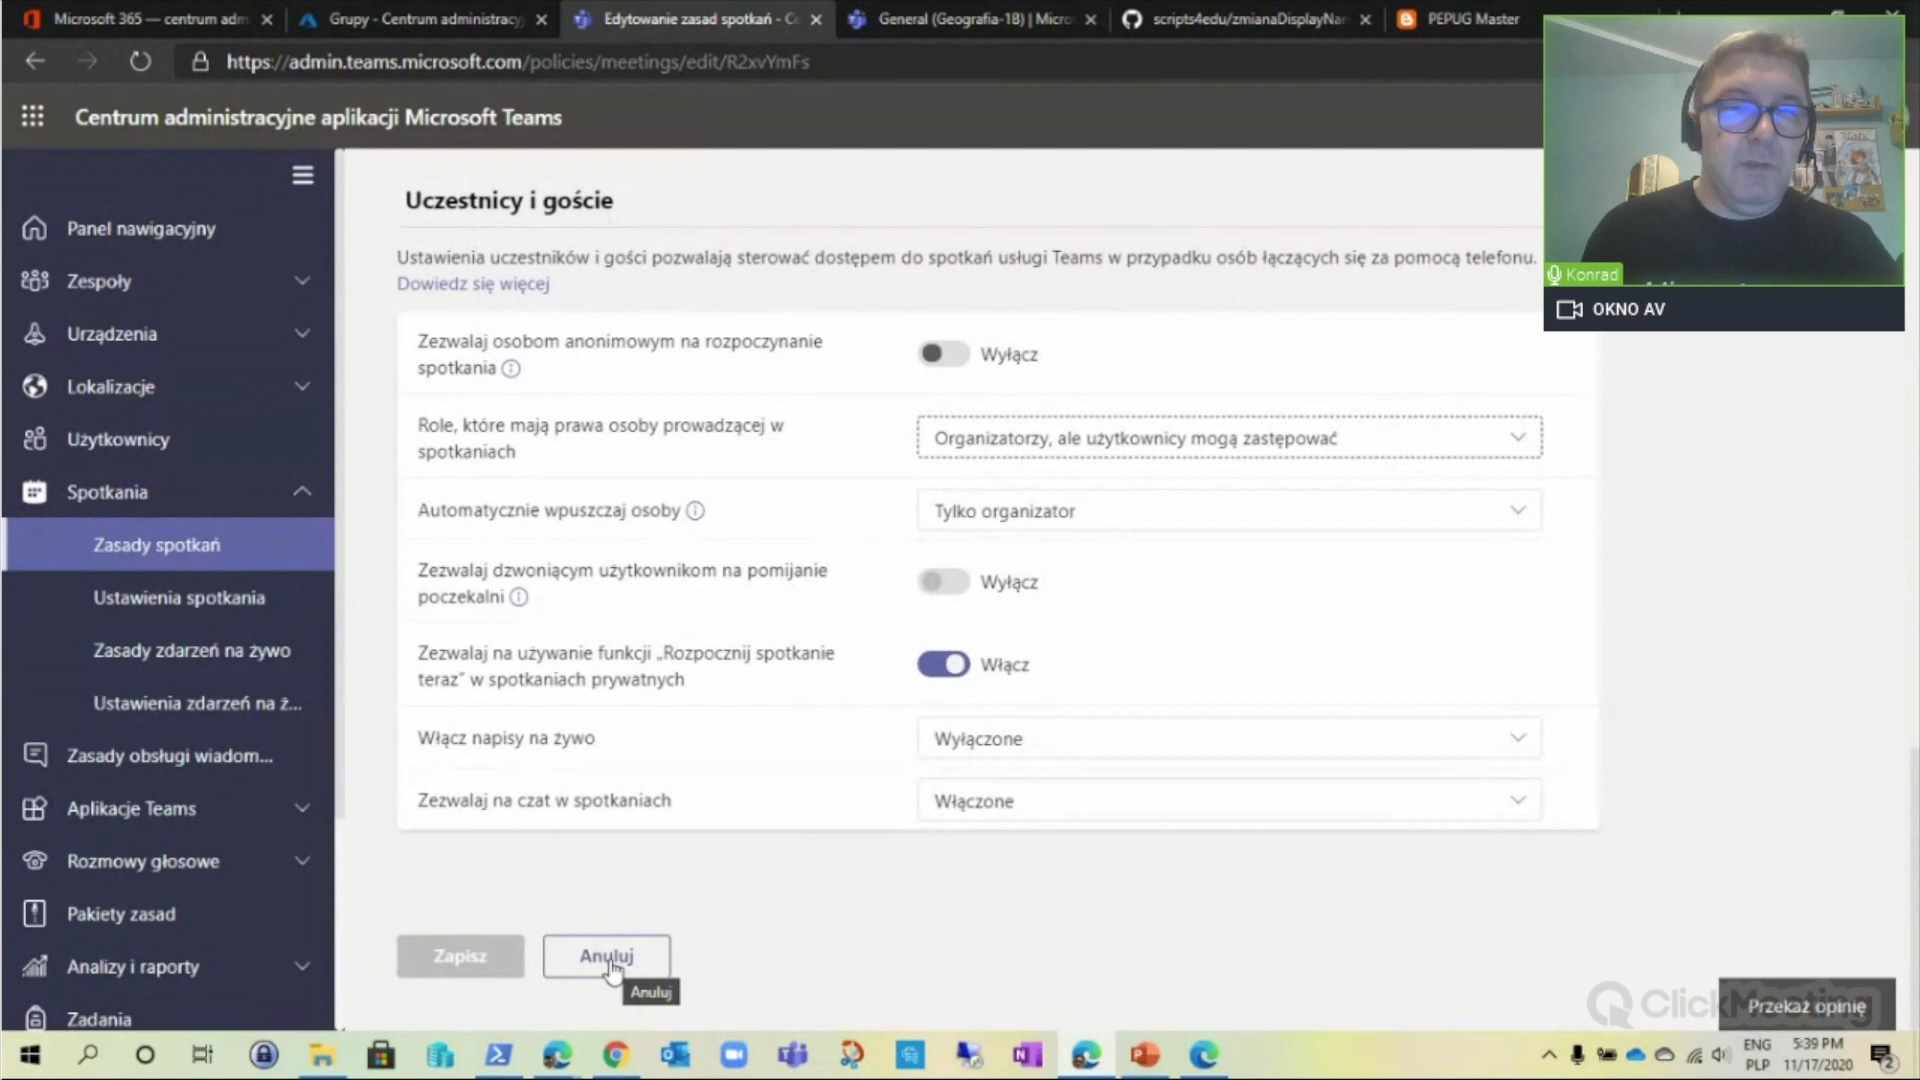 Microsoft 365 — centrum adm
Grupy - Centrum administracyj
Edytowanie zasad spotkań - Ce
General (Geografia-1B) | Micro
scripts4edu/zmianaDisplayNa
PEPUG Master
https://admin.teams.microsoft.com/policies/meetings/edit/R2xvYmFs
Centrum administracyjne aplikacji Microsoft Teams
Panel nawigacyjny
Zespoły
Urządzenia
Lokalizacje
Użytkownicy
Spotkania
Zasady spotkań
Ustawienia spotkania
Zasady zdarzeń na żywo
Ustawienia zdarzeń na ż...
Zasady obsługi wiadom...
Aplikacje Teams
Rozmowy głosowe
Pakiety zasad
Analizy i raporty
Zadania
Uczestnicy i goście
Ustawienia uczestników i gości pozwalają sterować dostępem do spotkań usługi Teams w przypadku osób łączących się za pomocą telefonu.
Dowiedz się więcej
Zezwalaj osobom anonimowym na rozpoczynanie
spotkania
Wyłącz
Role, które mają prawa osoby prowadzącej w
spotkaniach
Organizatorzy, ale użytkownicy mogą zastępować
Automatycznie wpuszczaj osoby
Tylko organizator
Zezwalaj dzwoniącym użytkownikom na pomijanie
poczekalni
Wyłącz
Zezwalaj na używanie funkcji „Rozpocznij spotkanie
teraz” w spotkaniach prywatnych
Włącz
Włącz napisy na żywo
Wyłączone
Zezwalaj na czat w spotkaniach
Włączone
Zapisz
Anuluj
Anuluj
Konrad
OKNO AV
ClickMeeting
Przekaż opinię
ENG
PLP
5:39 PM
11/17/2020
2